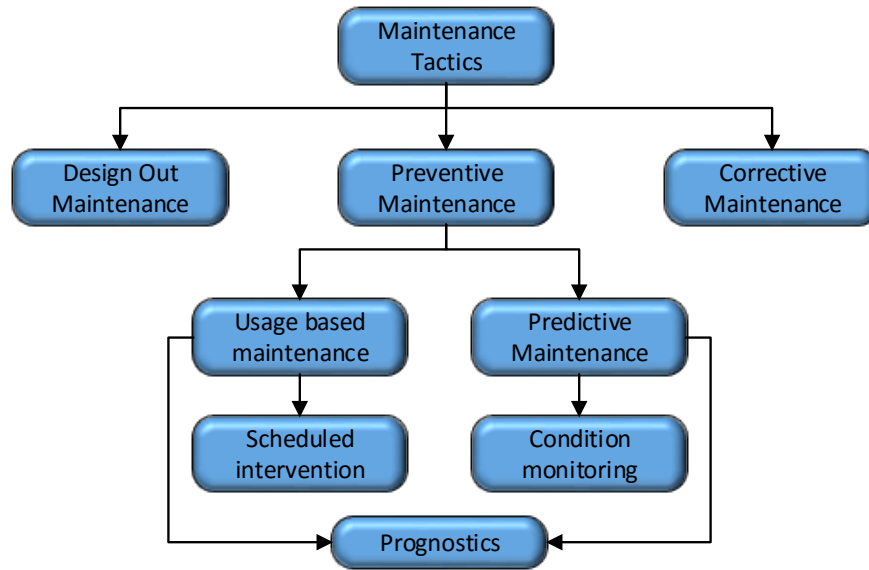 Maintenance
Tactics
Design Out
Maintenance
Preventive
Maintenance
Corrective
Maintenance
Usage based
maintenance
Predictive
Maintenance
Scheduled
intervention
Condition
monitoring
Prognostics